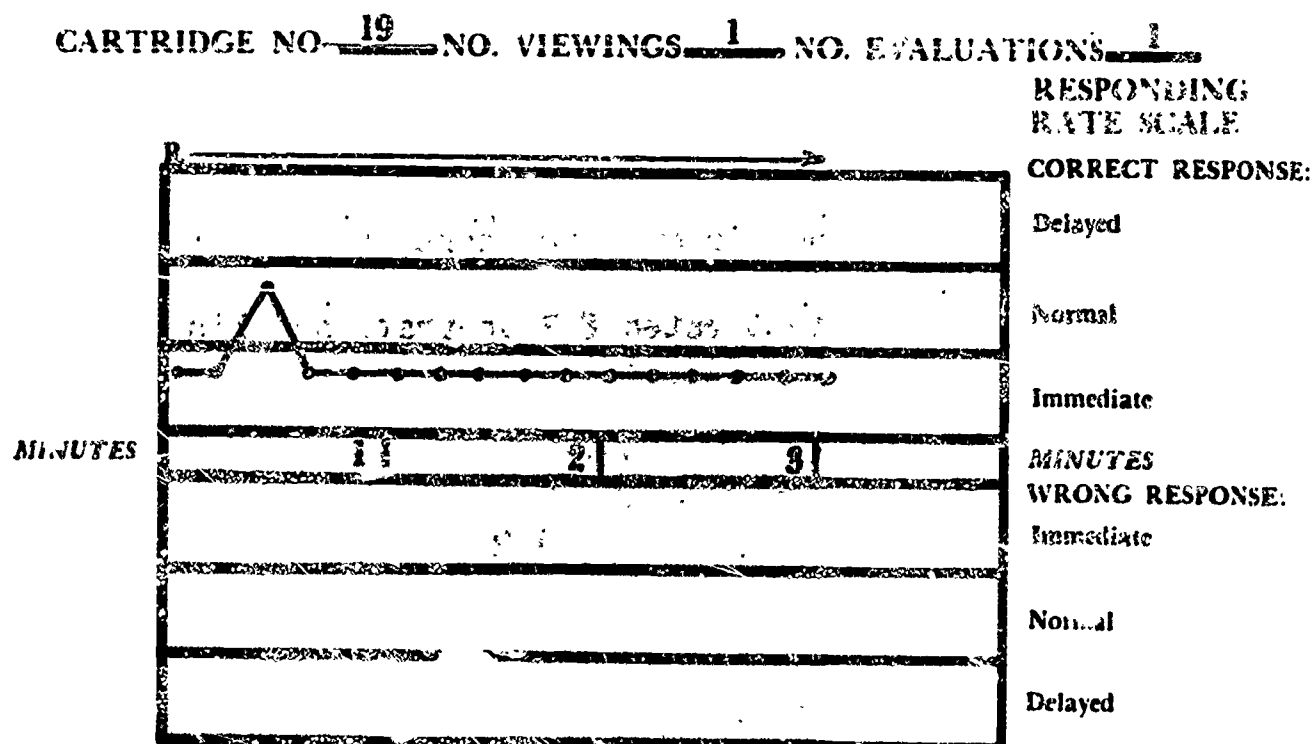 CARTRIDGE NO. 19 NO. VIEWINGS 1 NO. EVALUATIONS 1
RESPONDING
RATE SCALE
R
CORRECT RESPONSE:
Delayed
Normal
Immediate
MINUTES 2 3 MINUTES
WRONG RESPONSE:
Immediate
Normal
Delayed